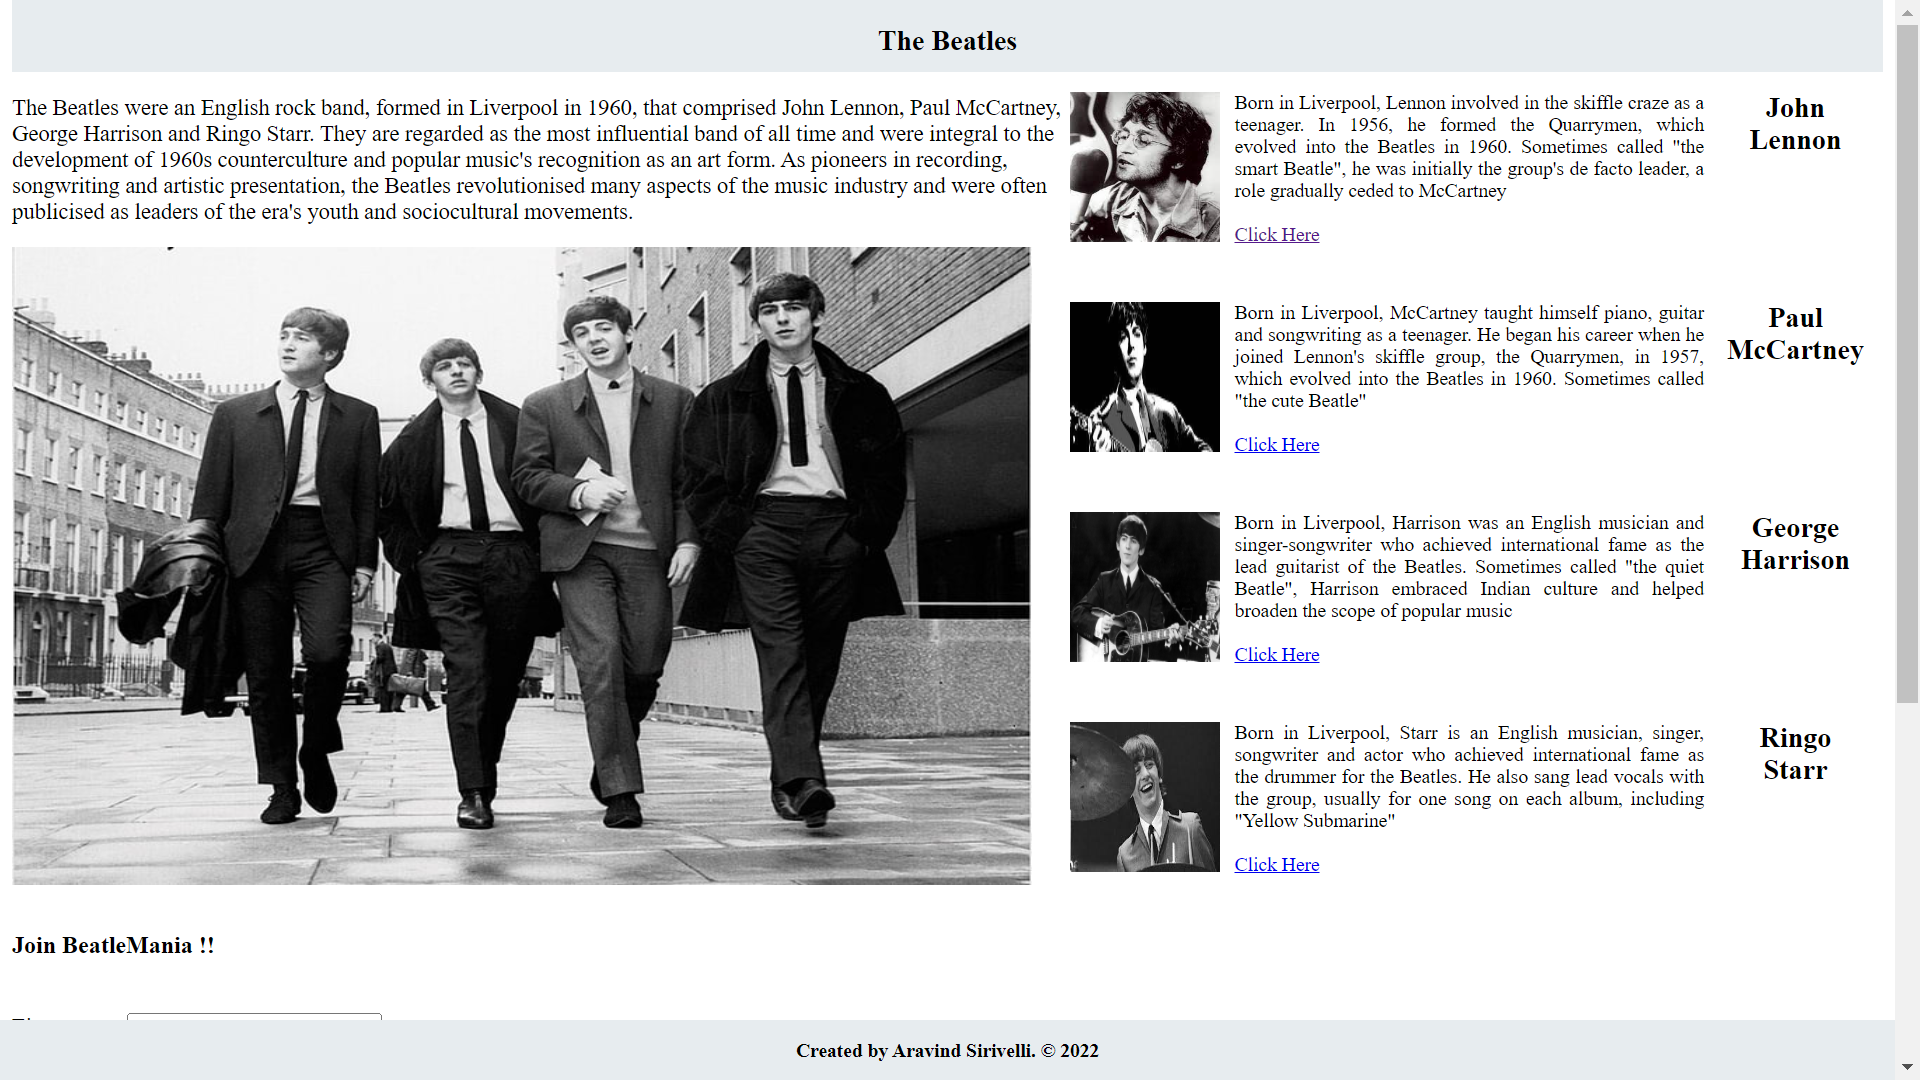 The Beatles
The Beatles were an English rock band, formed in Liverpool in 1960, that comprised John Lennon, Paul McCartney,
George Harrison and Ringo Starr. They are regarded as the most influential band of all time and were integral to the
development of 1960s counterculture and popular music's recognition as an art form. As pioneers in recording,
songwriting and artistic presentation, the Beatles revolutionised many aspects of the music industry and were often
publicised as leaders of the era's youth and sociocultural movements.
Born in Liverpool, Lennon involved in the skiffle craze as a
teenager. In 1956, he formed the Quarrymen, which
evolved into the Beatles in 1960. Sometimes called "the
smart Beatle", he was initially the group's de facto leader, a
role gradually ceded to McCartney
Click Here
John
Lennon
Born in Liverpool, McCartney taught himself piano, guitar
and songwriting as a teenager. He began his career when he
joined Lennon's skiffle group, the Quarrymen, in 1957,
which evolved into the Beatles in 1960. Sometimes called
"the cute Beatle"
Click Here
Paul
McCartney
Born in Liverpool, Harrison was an English musician and
singer-songwriter who achieved international fame as the
lead guitarist of the Beatles. Sometimes called "the quiet
Beatle", Harrison embraced Indian culture and helped
broaden the scope of popular music
Click Here
George
Harrison
Born in Liverpool, Starr is an English musician, singer,
songwriter and actor who achieved international fame as
the drummer for the Beatles. He also sang lead vocals with
the group, usually for one song on each album, including
"Yellow Submarine"
Click Here
Ringo
Starr
Join BeatleMania !!
Created by Aravind Sirivelli. © 2022